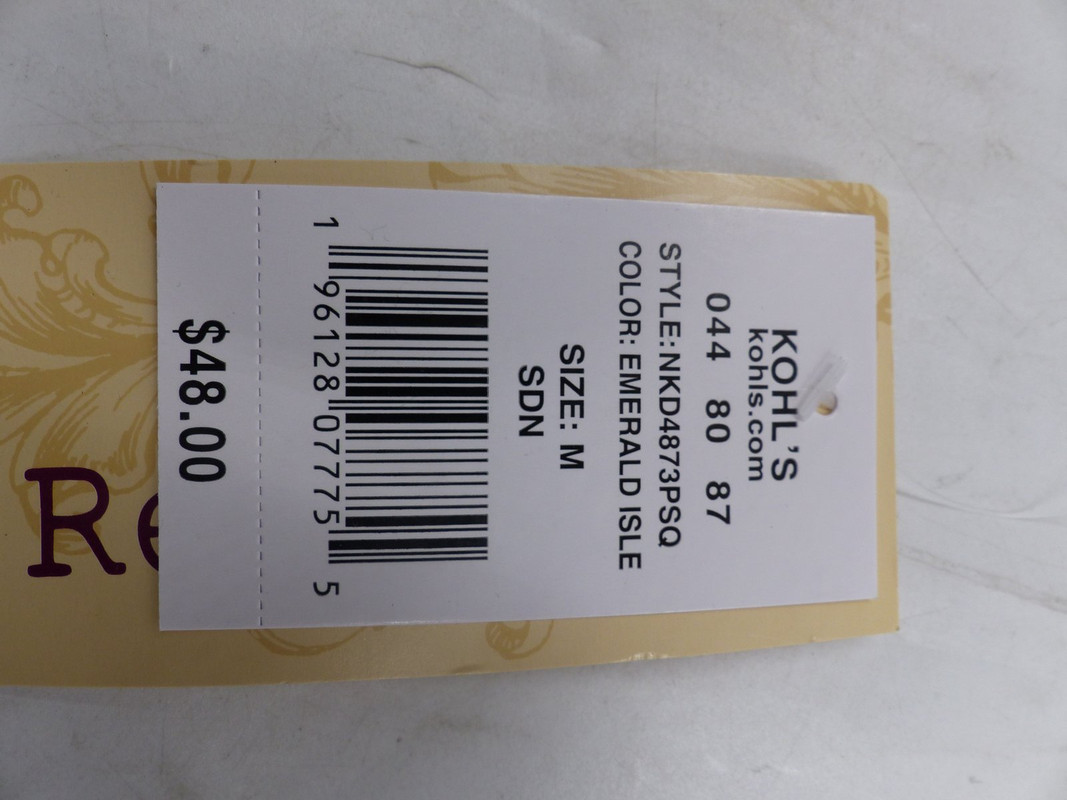 KOHL'S
kohls.com
044 80 87
STYLE:NKD4873PSQ
COLOR: EMERALD ISLE
SIZE: M
SDN
1 96128 07775 5
$48.00